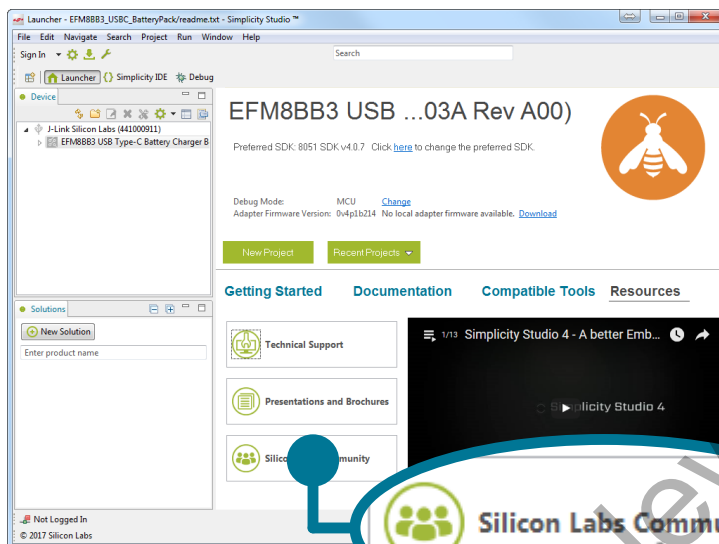 Launcher - EFM8BB3_USBC_BatteryPack/readme.txt - Simplicity Studio ™
File Edit Navigate Search Project Run Window Help
Sign In
Search
Launcher {} Simplicity IDE Debug
Device
J-Link Silicon Labs (441000911)
EFM8BB3 USB Type-C Battery Charger B
EFM8BB3 USB ...03A Rev A00)
Preferred SDK: 8051 SDK v4.0.7 Click here to change the preferred SDK.
Debug Mode: MCU Change
Adapter Firmware Version: 0v4p1b214 No local adapter firmware available. Download
New Project Recent Projects
Getting Started Documentation Compatible Tools Resources
Solutions
New Solution
Enter product name
Technical Support
Presentations and Brochures
1/13 Simplicity Studio 4 - A better Emb...
Simplicity Studio 4
Silicon Labs Commu
Not Logged In
© 2017 Silicon Labs